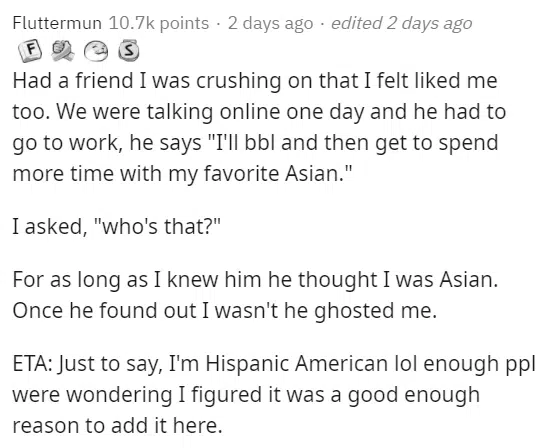 Fluttermun 10.7k points · 2 days ago · edited 2 days ago
F S
Had a friend I was crushing on that I felt liked me
too. We were talking online one day and he had to
go to work, he says "I'll bbl and then get to spend
more time with my favorite Asian."
I asked, "who's that?"
For as long as I knew him he thought I was Asian.
Once he found out I wasn't he ghosted me.
ETA: Just to say, I'm Hispanic American lol enough ppl
were wondering I figured it was a good enough
reason to add it here.